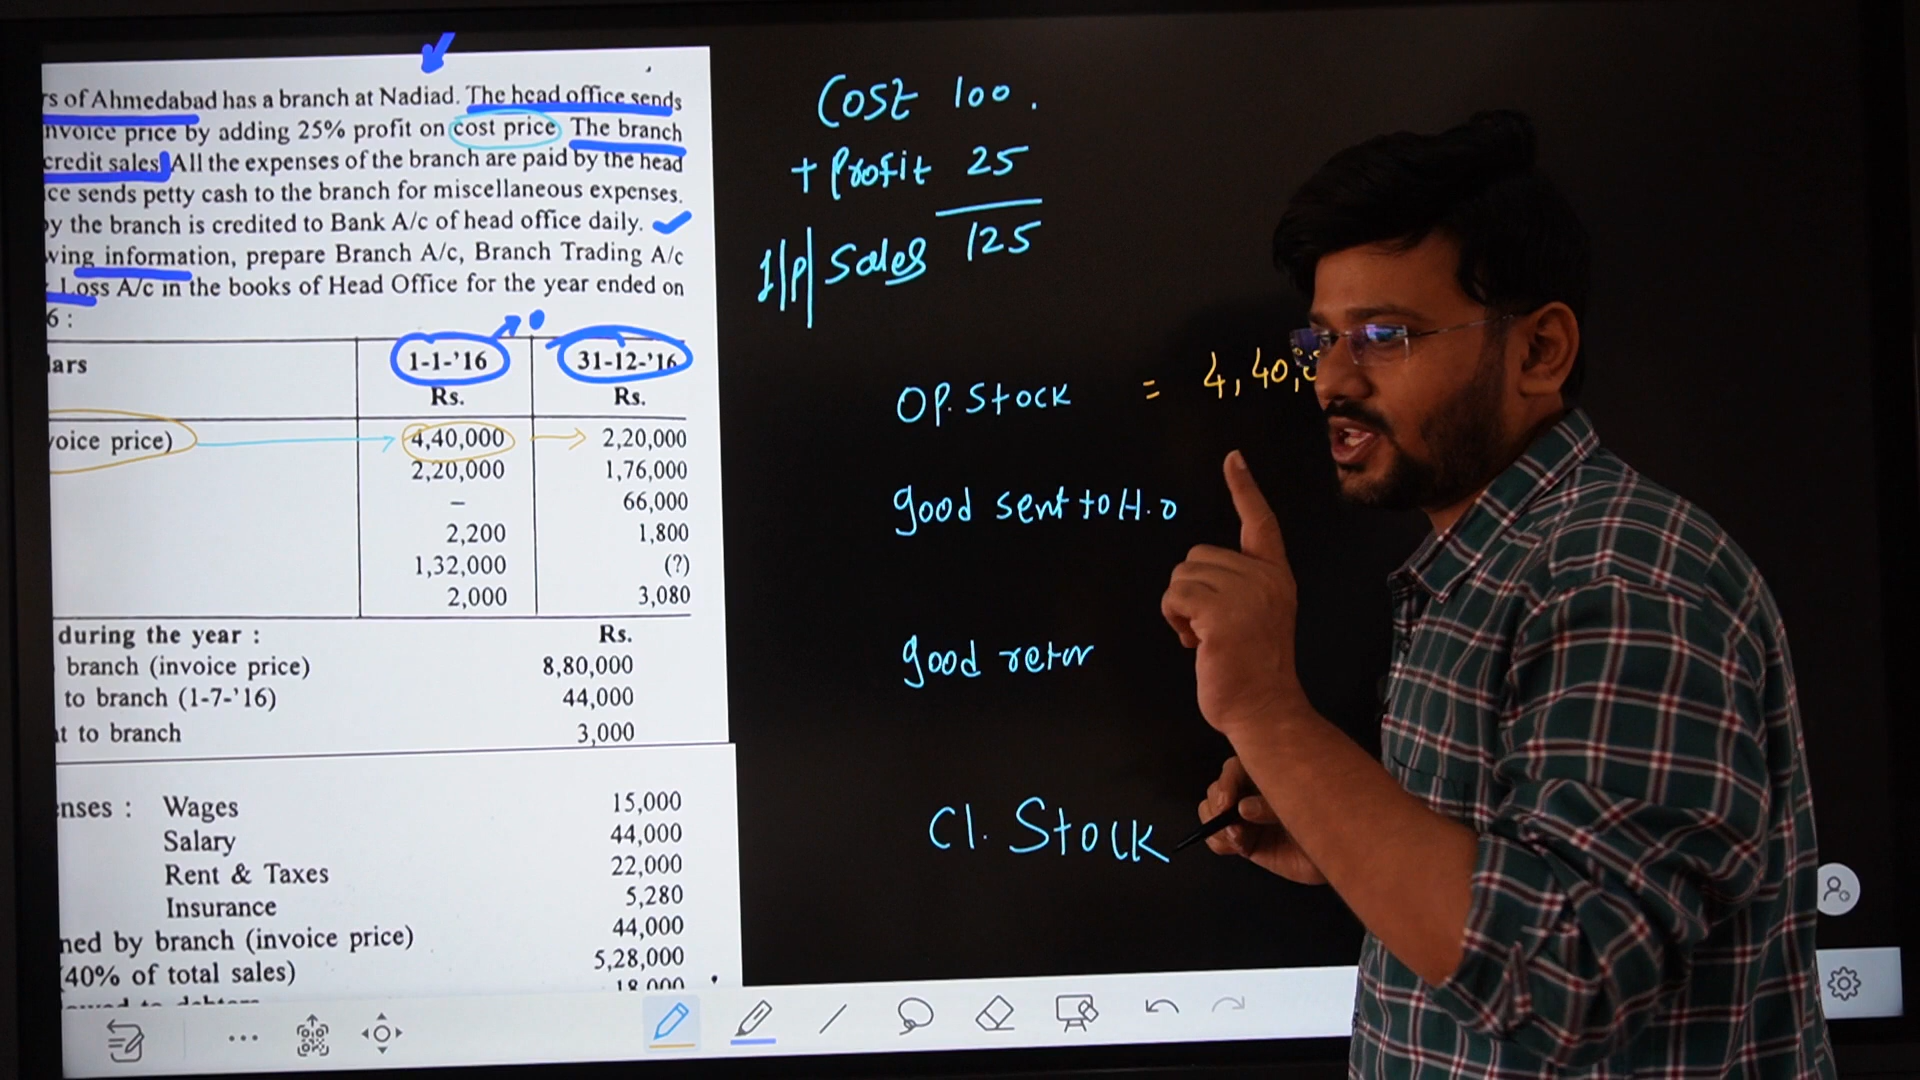 rs of Ahmedabad has a branch at Nadiad. The head office sends
nvoice price by adding 25% profit on cost price The branch
credit sales All the expenses of the branch are paid by the head
ce sends petty cash to the branch for miscellaneous expenses.
by the branch is credited to Bank A/c of head office daily.
wing information, prepare Branch A/c, Branch Trading A/c
Loss A/c in the books of Head Office for the year ended on
6 :
lars 1-1-'16 31-12-'16
Rs. Rs.
voice price) 4,40,000 2,20,000
2,20,000 1,76,000
– 66,000
2,200 1,800
1,32,000 (?)
2,000 3,080
during the year : Rs.
branch (invoice price) 8,80,000
to branch (1-7-'16) 44,000
nt to branch 3,000
enses : Wages 15,000
Salary 44,000
Rent & Taxes 22,000
Insurance 5,280
ned by branch (invoice price) 44,000
(40% of total sales) 5,28,000
18,000
Cost 100.
+ Profit 25
I/P/ Sales 125
OP. Stock = 4,40,0
good sent to H.o
good retur
Cl. Stock